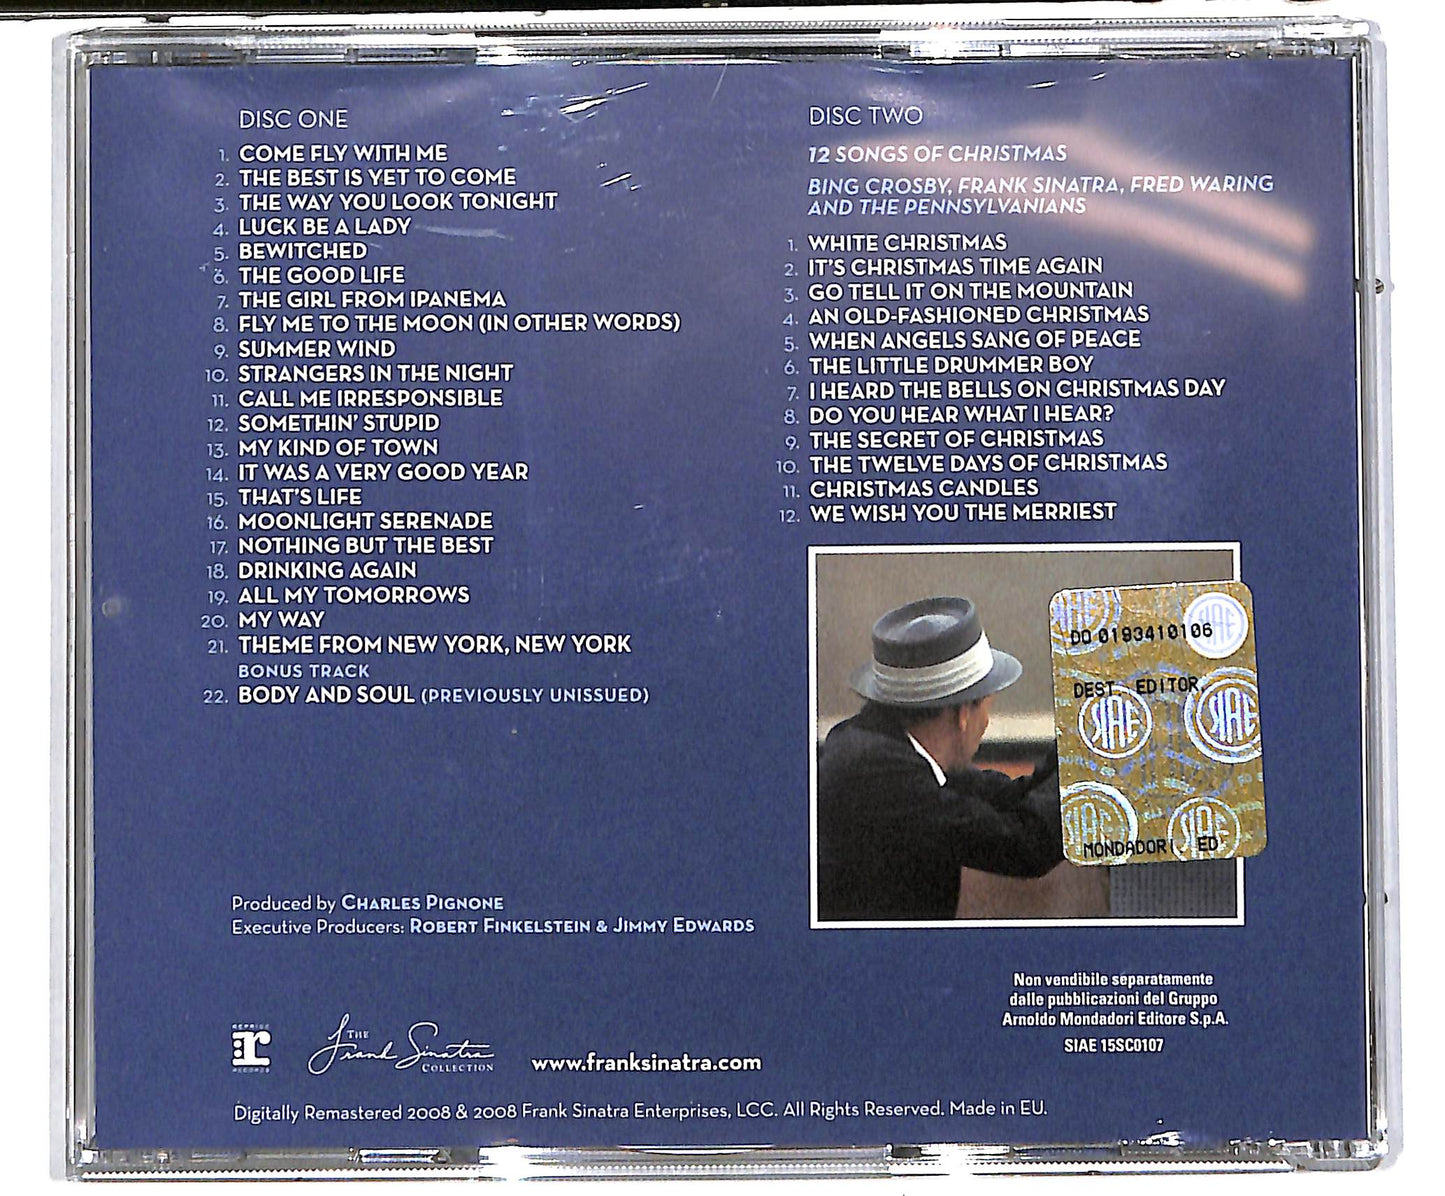 DISC ONE
1. COME FLY WITH ME
2. THE BEST IS YET TO COME
3. THE WAY YOU LOOK TONIGHT
4. LUCK BE A LADY
5. BEWITCHED
6. THE GOOD LIFE
7. THE GIRL FROM IPANEMA
8. FLY ME TO THE MOON (IN OTHER WORDS)
9. SUMMER WIND
10. STRANGERS IN THE NIGHT
11. CALL ME IRRESPONSIBLE
12. SOMETHIN' STUPID
13. MY KIND OF TOWN
14. IT WAS A VERY GOOD YEAR
15. THAT'S LIFE
16. MOONLIGHT SERENADE
17. NOTHING BUT THE BEST
18. DRINKING AGAIN
19. ALL MY TOMORROWS
20. MY WAY
21. THEME FROM NEW YORK, NEW YORK
BONUS TRACK
22. BODY AND SOUL (PREVIOUSLY UNISSUED)
DISC TWO
12 SONGS OF CHRISTMAS
BING CROSBY, FRANK SINATRA, FRED WARING
AND THE PENNSYLVANIANS
1. WHITE CHRISTMAS
2. IT'S CHRISTMAS TIME AGAIN
3. GO TELL IT ON THE MOUNTAIN
4. AN OLD-FASHIONED CHRISTMAS
5. WHEN ANGELS SANG OF PEACE
6. THE LITTLE DRUMMER BOY
7. I HEARD THE BELLS ON CHRISTMAS DAY
8. DO YOU HEAR WHAT I HEAR?
9. THE SECRET OF CHRISTMAS
10. THE TWELVE DAYS OF CHRISTMAS
11. CHRISTMAS CANDLES
12. WE WISH YOU THE MERRIEST
SIAE
DO 0193410106
DEST. EDITOR.
SIAE SIAE
SIAE SIAE
MONDADORI ED
Produced by CHARLES PIGNONE
Executive Producers: ROBERT FINKELSTEIN & JIMMY EDWARDS
Non vendibile separatamente
dalle pubblicazioni del Gruppo
Arnoldo Mondadori Editore S.p.A.
SIAE 15SC0107
REPRISE
r
RECORDS
THE
Frank Sinatra
COLLECTION
www.franksinatra.com
Digitally Remastered 2008 & 2008 Frank Sinatra Enterprises, LCC. All Rights Reserved. Made in EU.